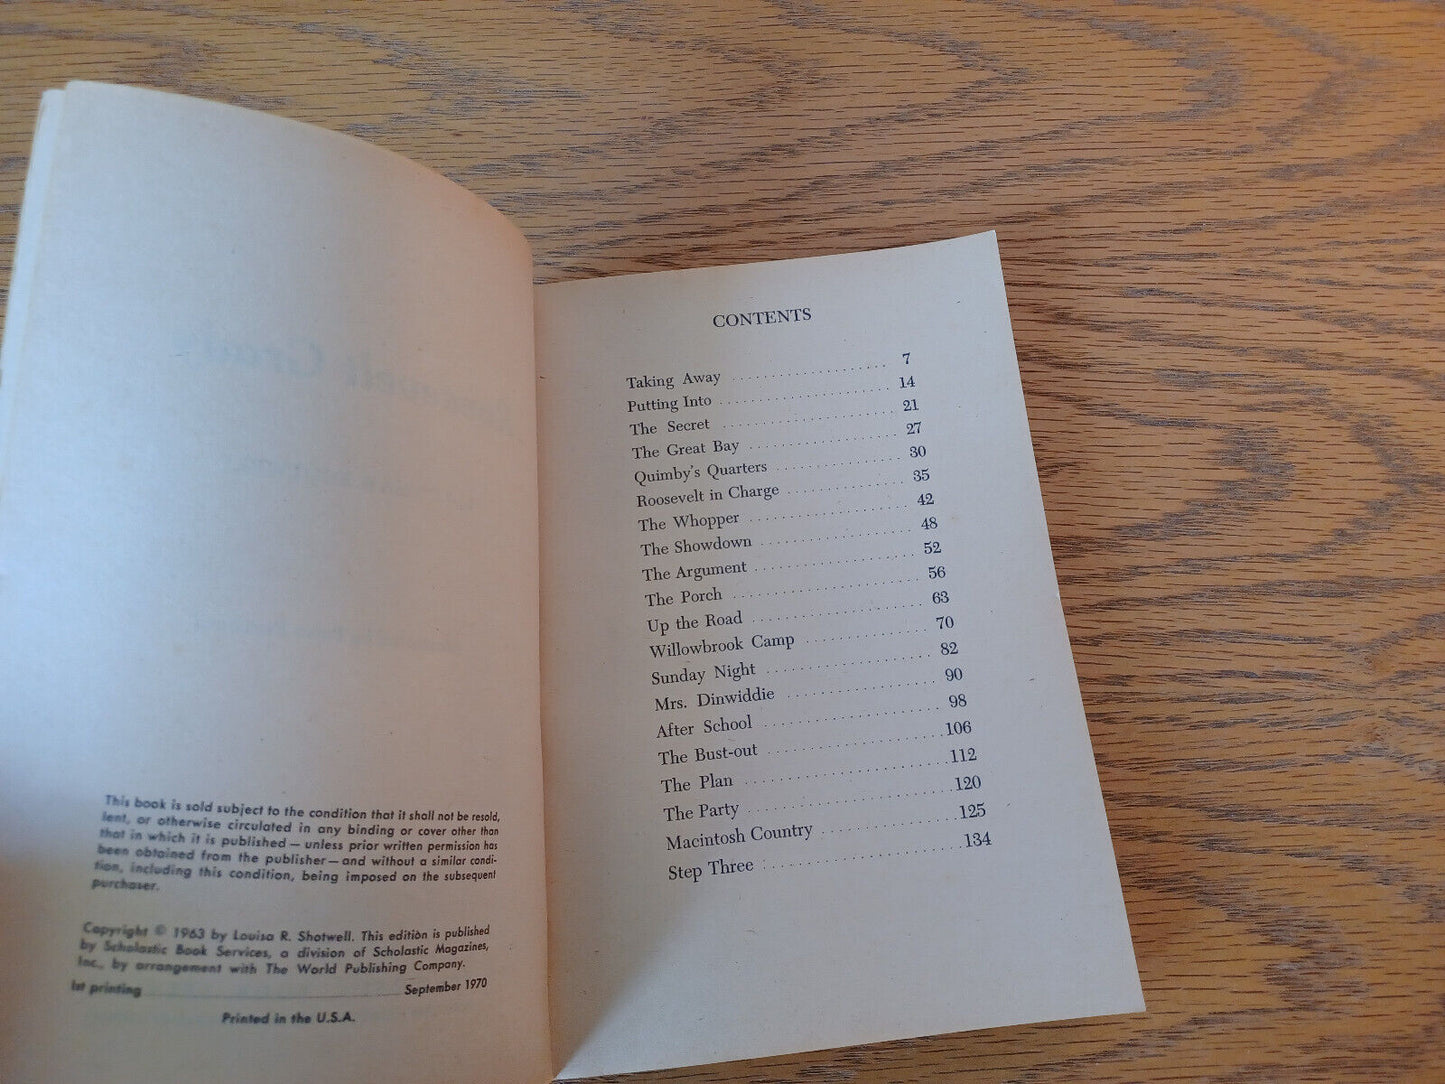 This book is sold subject to the condition that it shall not be resold,
lent, or otherwise circulated in any binding or cover other than
that in which it is published — unless prior written permission has
been obtained from the publisher — and without a similar condi-
tion, including this condition, being imposed on the subsequent
purchaser.
Copyright © 1963 by Louisa R. Shotwell. This edition is published
by Scholastic Book Services, a division of Scholastic Magazines,
Inc., by arrangement with The World Publishing Company.
1st printing September 1970
Printed in the U.S.A.
CONTENTS
Taking Away 7
Putting Into 14
The Secret 21
The Great Bay 27
Quimby's Quarters 30
Roosevelt in Charge 35
The Whopper 42
The Showdown 48
The Argument 52
The Porch 56
Up the Road 63
Willowbrook Camp 70
Sunday Night 82
Mrs. Dinwiddie 90
After School 98
The Bust-out 106
The Plan 112
The Party 120
Macintosh Country 125
Step Three 134